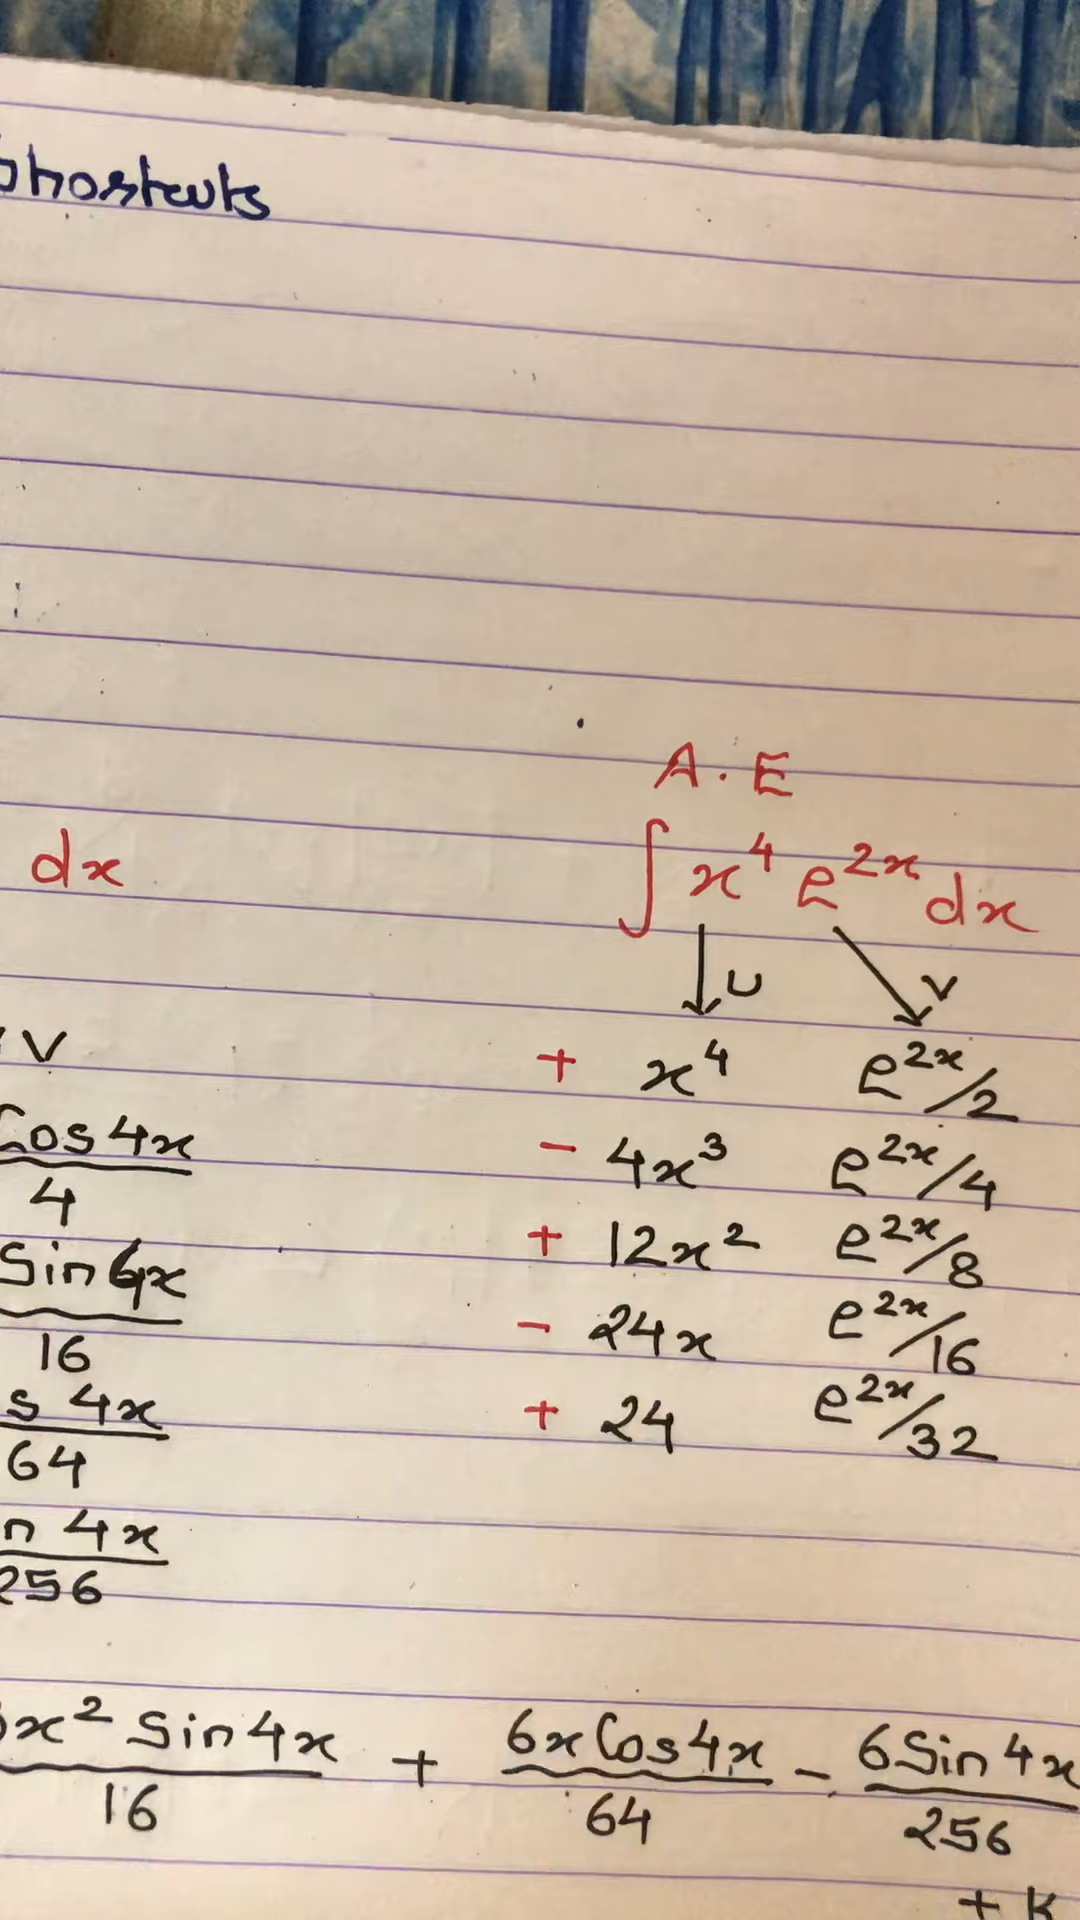 Shortcuts
A.E
dx ∫ x⁴ e²ˣ dx
U V
V + x⁴ e²ˣ/2
Cos 4x / 4 - 4x³ e²ˣ/4
Sin 4x / 16 + 12x² e²ˣ/8
s 4x / 64 - 24x e²ˣ/16
n 4x / 256 + 24 e²ˣ/32
x² Sin 4x / 16 + 6x Cos 4x / 64 - 6 Sin 4x / 256
+ K